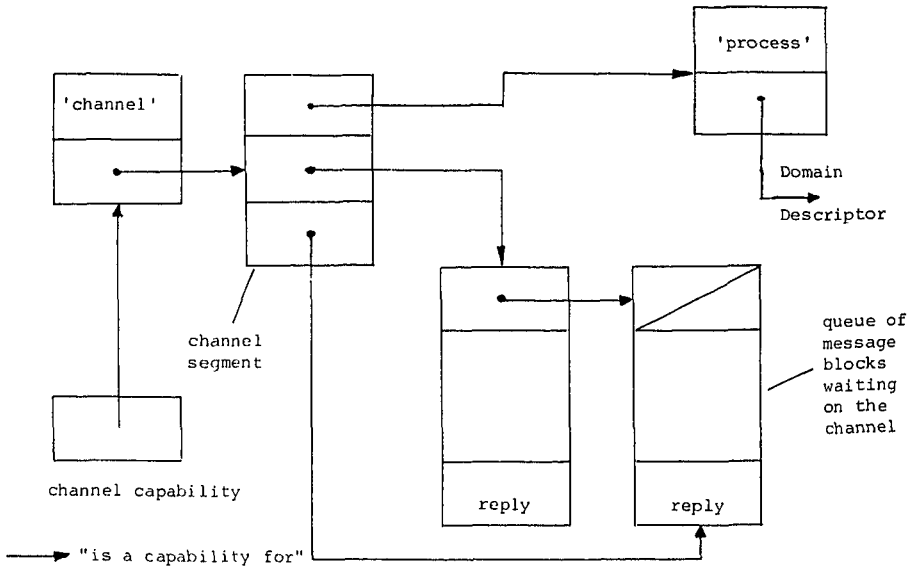 'process'
'channel'
Domain
Descriptor
channel
segment
queue of
message
blocks
waiting
on the
channel
channel capability
reply
reply
"is a capability for"